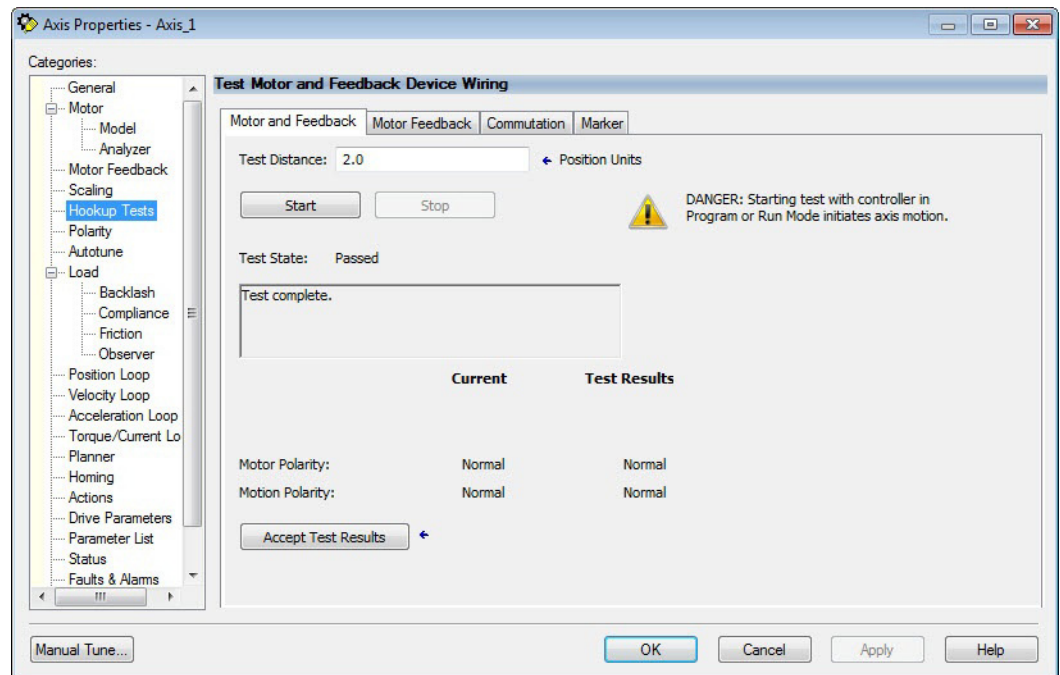 Axis Properties - Axis_1
Categories:
General
Motor
Model
Analyzer
Motor Feedback
Scaling
Hookup Tests
Polarity
Autotune
Load
Backlash
Compliance
Friction
Observer
Position Loop
Velocity Loop
Acceleration Loop
Torque/Current Lo
Planner
Homing
Actions
Drive Parameters
Parameter List
Status
Faults & Alarms
Test Motor and Feedback Device Wiring
Motor and Feedback Motor Feedback Commutation Marker
Test Distance: 2.0 Position Units
Start Stop
DANGER: Starting test with controller in
Program or Run Mode initiates axis motion.
Test State: Passed
Test complete.
Current Test Results
Motor Polarity: Normal Normal
Motion Polarity: Normal Normal
Accept Test Results
Manual Tune... OK Cancel Apply Help